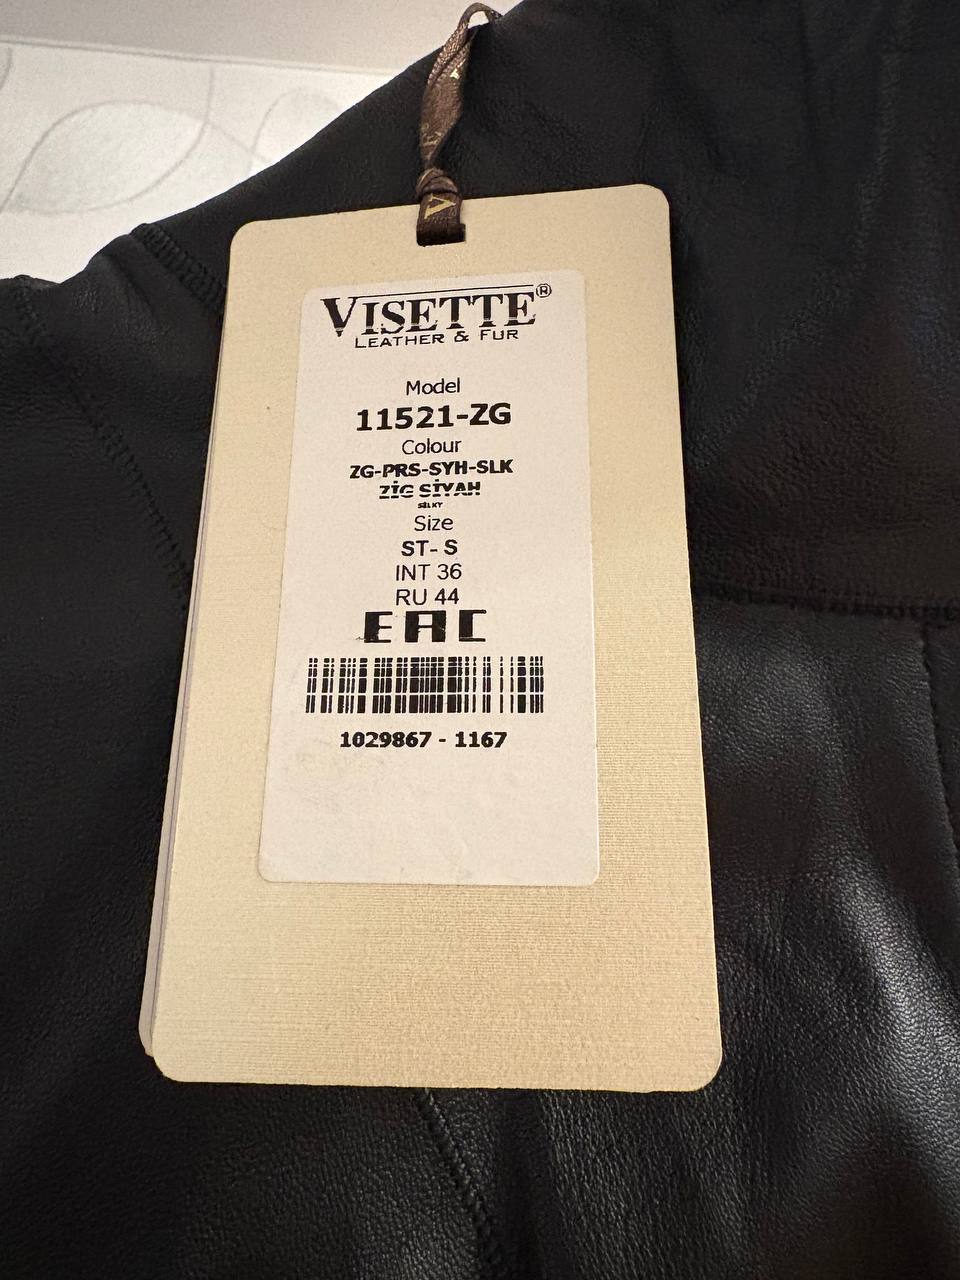 VISETTE®
LEATHER & FUR
Model
11521-ZG
Colour
ZG-PRS-SYH-SLK
ZİG SİYAH
SILKY
Size
ST- S
INT 36
RU 44
EAC
1029867 - 1167